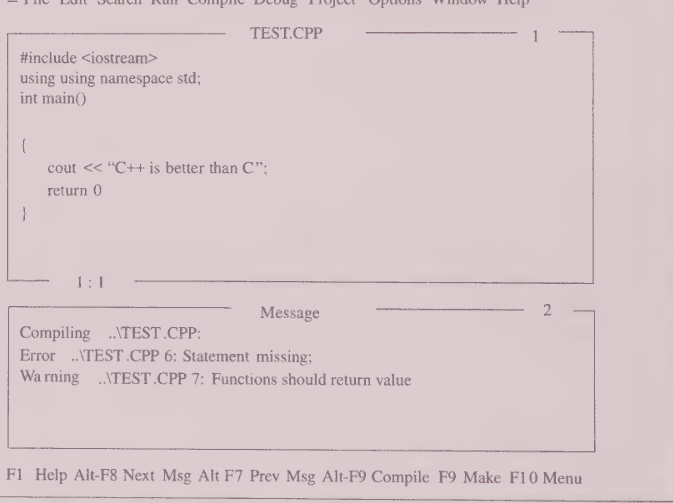 = File Edit Search Run Compile Debug Project Options Window Help
TEST.CPP 1
#include <iostream>
using using namespace std;
int main()
{
cout << “C++ is better than C”;
return 0
}
1 : 1
Message 2
Compiling ..\TEST.CPP:
Error ..\TEST.CPP 6: Statement missing;
Warning ..\TEST.CPP 7: Functions should return value
F1 Help Alt-F8 Next Msg Alt F7 Prev Msg Alt-F9 Compile F9 Make F10 Menu